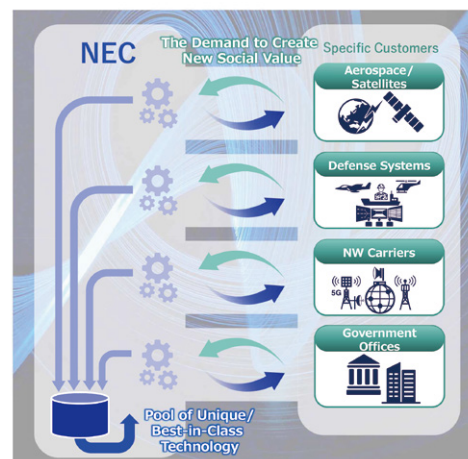 NEC
The Demand to Create
New Social Value
Specific Customers
Aerospace/
Satellites
Defense Systems
NW Carriers
5G
Government
Offices
Pool of Unique/
Best-in-Class
Technology